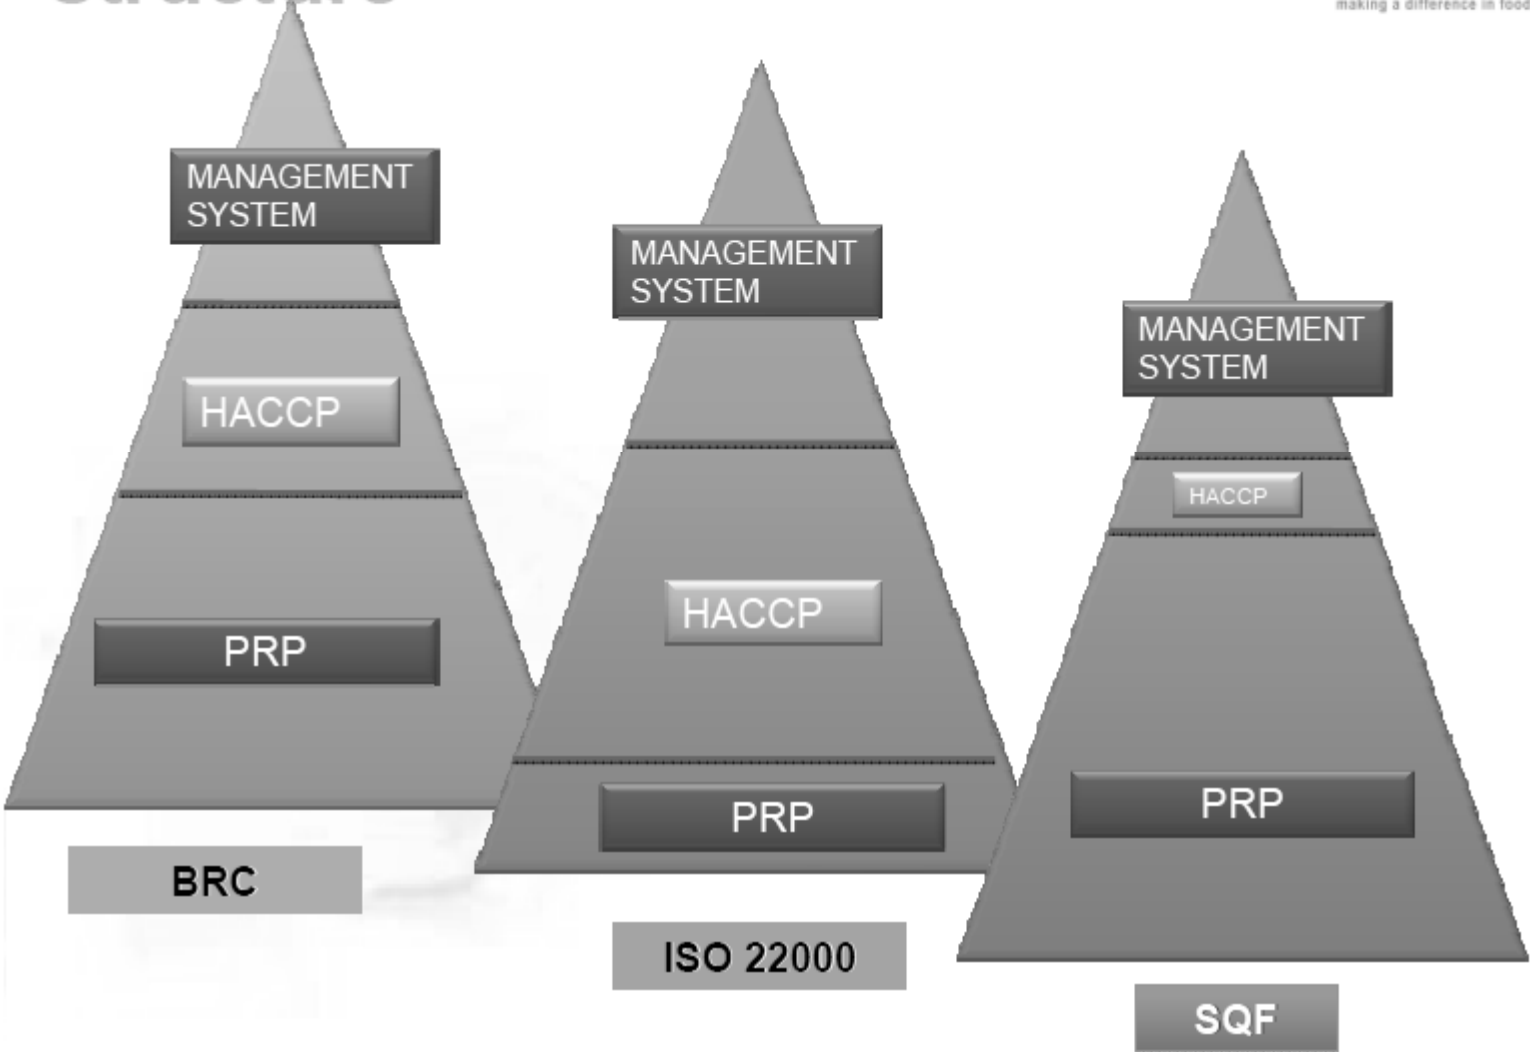 Structure
making a difference in food
MANAGEMENT
SYSTEM
HACCP
PRP
BRC
MANAGEMENT
SYSTEM
HACCP
PRP
ISO 22000
MANAGEMENT
SYSTEM
HACCP
PRP
SQF